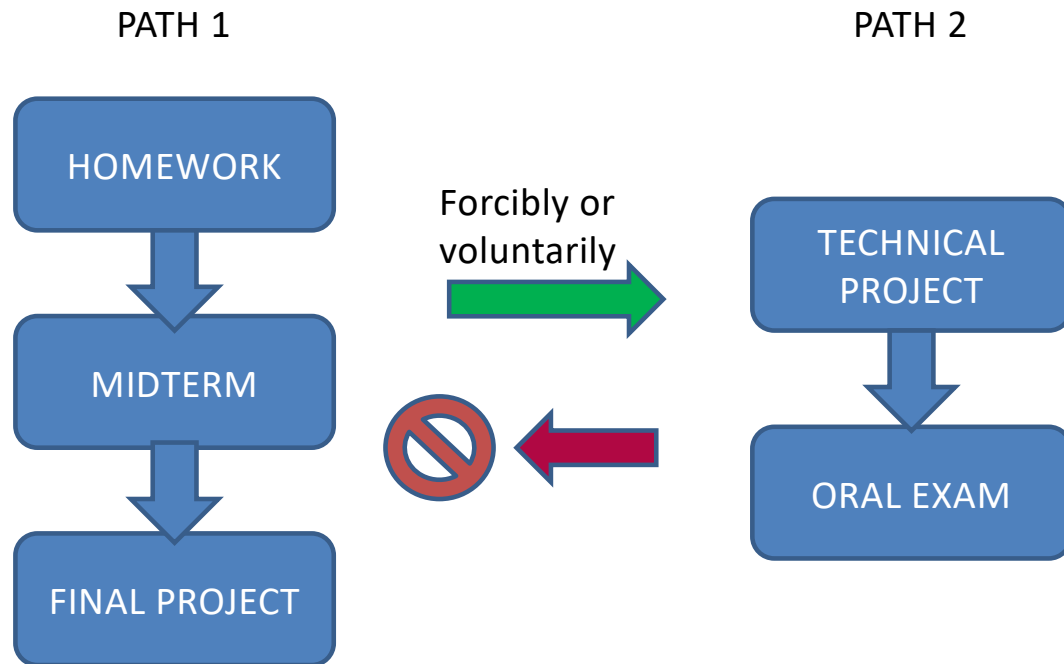 PATH 1
PATH 2
HOMEWORK
MIDTERM
FINAL PROJECT
Forcibly or
voluntarily
TECHNICAL
PROJECT
ORAL EXAM